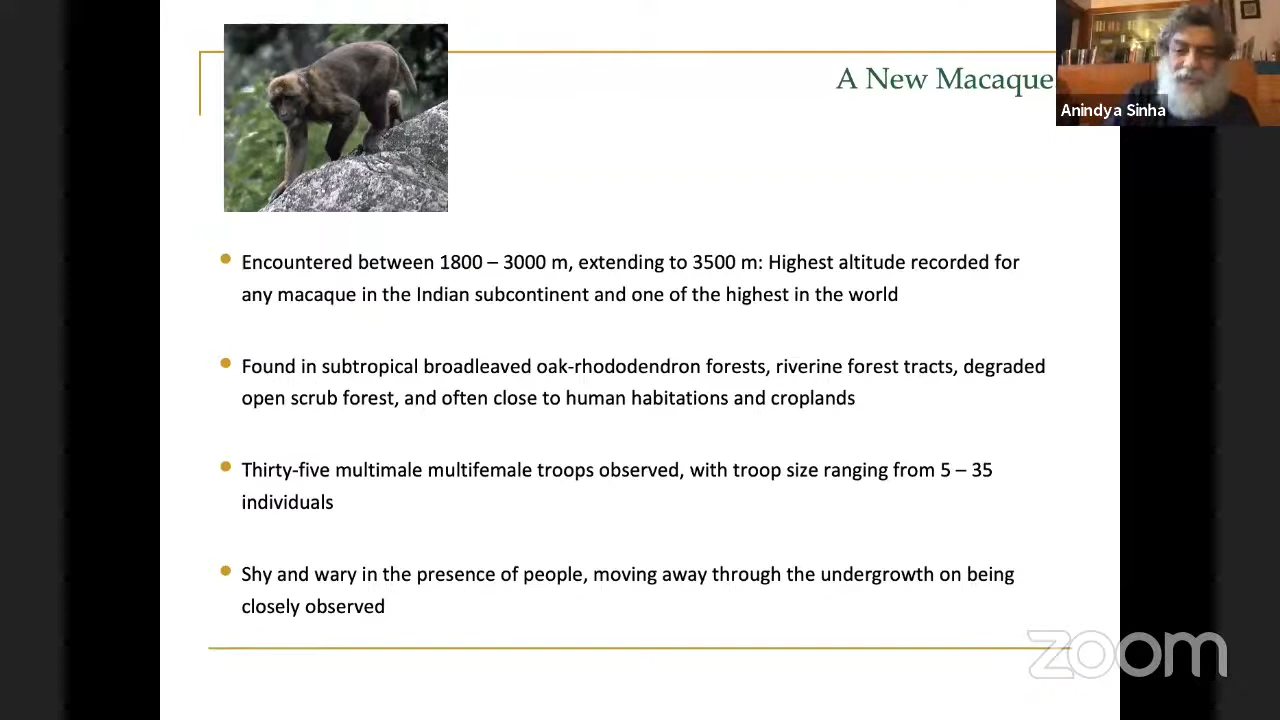 A New Macaque
Anindya Sinha
Encountered between 1800 – 3000 m, extending to 3500 m: Highest altitude recorded for
any macaque in the Indian subcontinent and one of the highest in the world
Found in subtropical broadleaved oak-rhododendron forests, riverine forest tracts, degraded
open scrub forest, and often close to human habitations and croplands
Thirty-five multimale multifemale troops observed, with troop size ranging from 5 – 35
individuals
Shy and wary in the presence of people, moving away through the undergrowth on being
closely observed
zoom